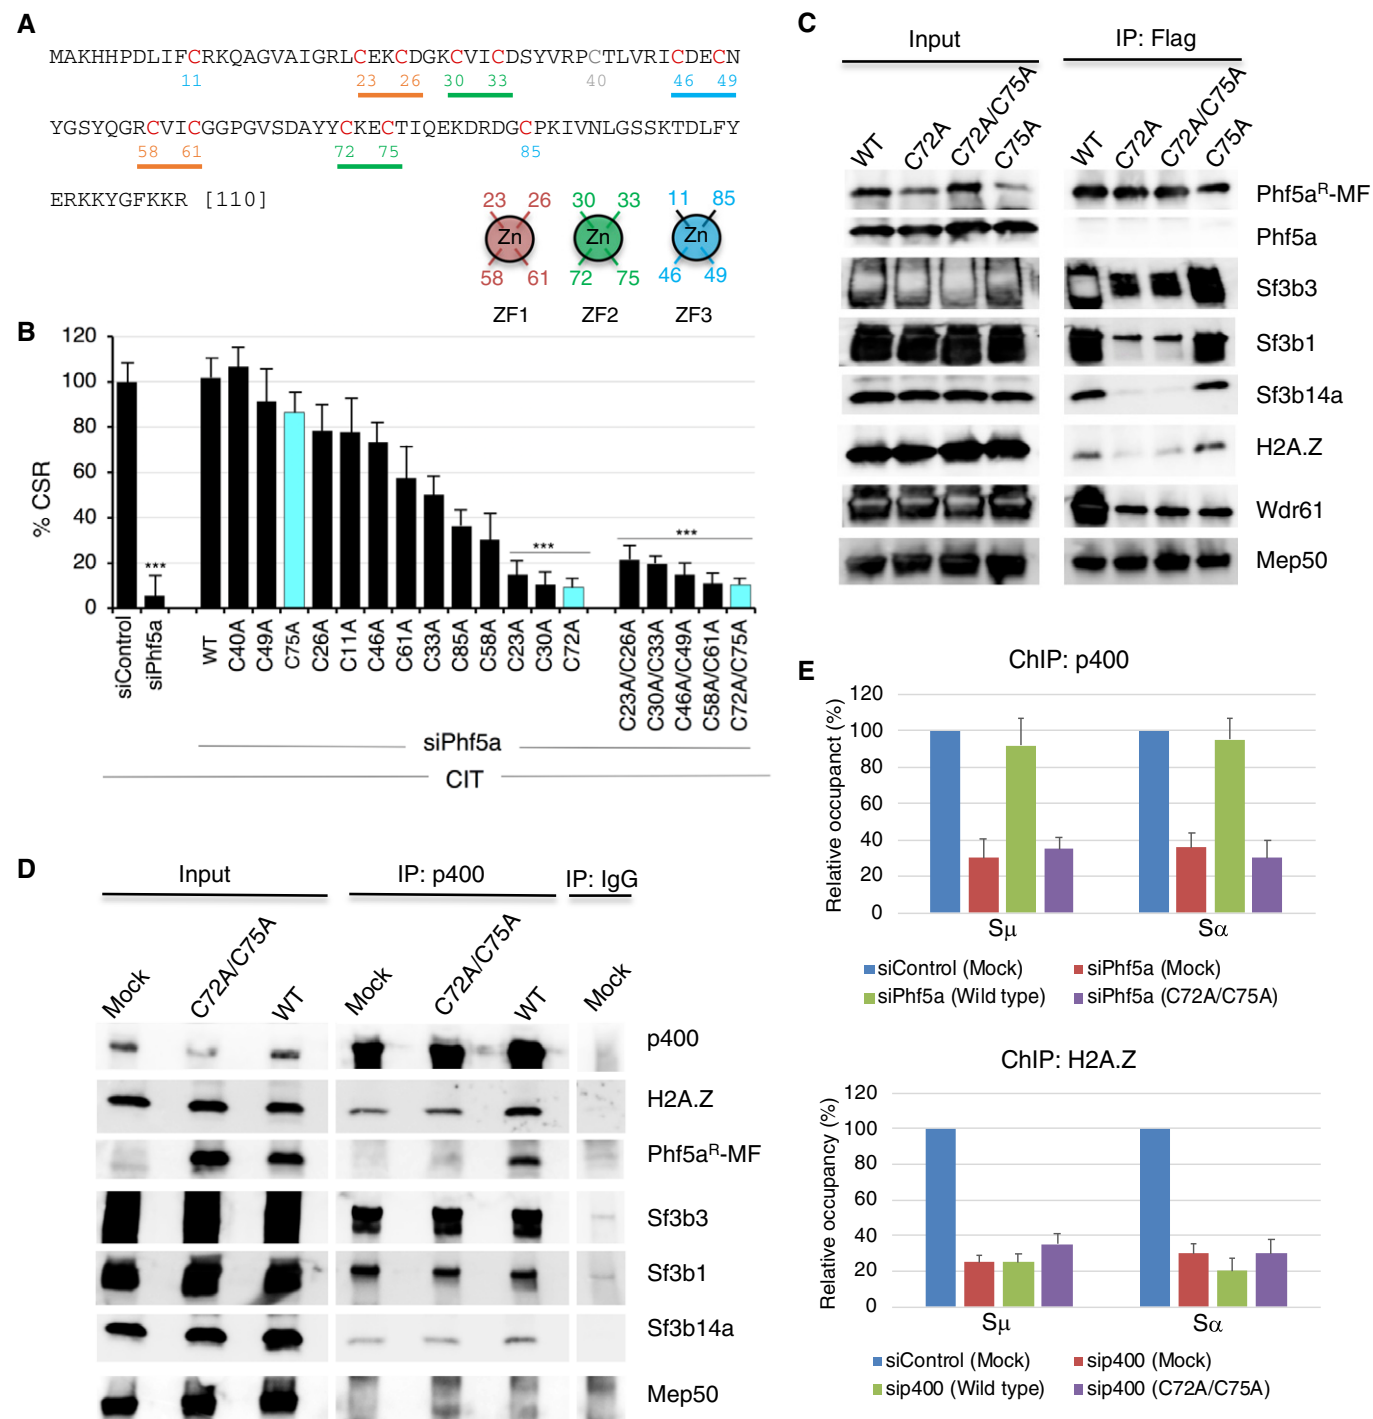 A
MAKHHPDLIFCRKQAGVAIGRLCEKCDGKCVICDSYVRPCTLVRICDECN
11 23 26 30 33 40 46 49
YGSYQGRCVICGGPGVSDAYYCKECTIQEKDRDGCPKIVNLGSSKTDLFY
58 61 72 75 85
ERKKYGFKKR [110]
23 26 30 33 11 85
Zn Zn Zn
58 61 72 75 46 49
ZF1 ZF2 ZF3
B
% CSR
120
100
80
60
40
20
0
*** *** ***
siControl
siPhf5a
WT
C40A
C49A
C75A
C26A
C11A
C46A
C61A
C33A
C85A
C58A
C23A
C30A
C72A
C23A/C26A
C30A/C33A
C46A/C49A
C58A/C61A
C72A/C75A
siPhf5a
CIT
C
Input IP: Flag
WT C72A C72A/C75A C75A WT C72A C72A/C75A C75A
Phf5aR-MF
Phf5a
Sf3b3
Sf3b1
Sf3b14a
H2A.Z
Wdr61
Mep50
D
Input IP: p400 IP: IgG
Mock C72A/C75A WT Mock C72A/C75A WT Mock
p400
H2A.Z
Phf5aR-MF
Sf3b3
Sf3b1
Sf3b14a
Mep50
E
ChIP: p400
Relative occupanct (%)
120
100
80
60
40
20
0
Sμ Sα
siControl (Mock) siPhf5a (Mock)
siPhf5a (Wild type) siPhf5a (C72A/C75A)
ChIP: H2A.Z
Relative occupancy (%)
120
100
80
60
40
20
0
Sμ Sα
siControl (Mock) sip400 (Mock)
sip400 (Wild type) sip400 (C72A/C75A)